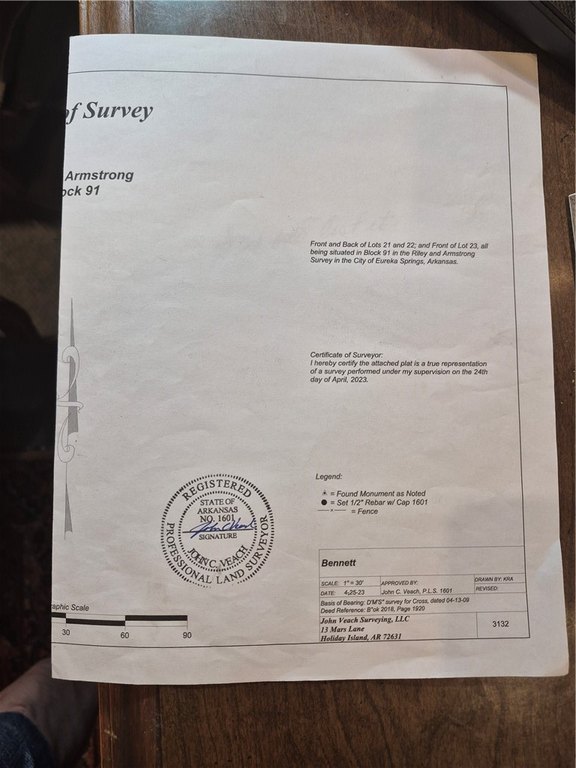 of Survey
Armstrong
ock 91
Front and Back of Lots 21 and 22; and Front of Lot 23, all
being situated in Block 91 in the Riley and Armstrong
Survey in the City of Eureka Springs, Arkansas.
Certificate of Surveyor:
I hereby certify the attached plat is a true representation
of a survey performed under my supervision on the 24th
day of April, 2023.
Legend:
= Found Monument as Noted
= Set 1/2" Rebar w/ Cap 1601
= Fence
REGISTERED
STATE OF
ARKANSAS
NO. 1601
John C Veach
SIGNATURE
JOHN C. VEACH
PROFESSIONAL LAND SURVEYOR
aphic Scale
30 60 90
Bennett
SCALE: 1" = 30' APPROVED BY: DRAWN BY: KRA
DATE: 4-25-23 John C. Veach, P.L.S. 1601 REVISED:
Basis of Bearing: D'M'S" survey for Cross, dated 04-13-09
Deed Reference: B"ok 2018, Page 1920
John Veach Surveying, LLC
13 Mars Lane
Holiday Island, AR 72631
3132